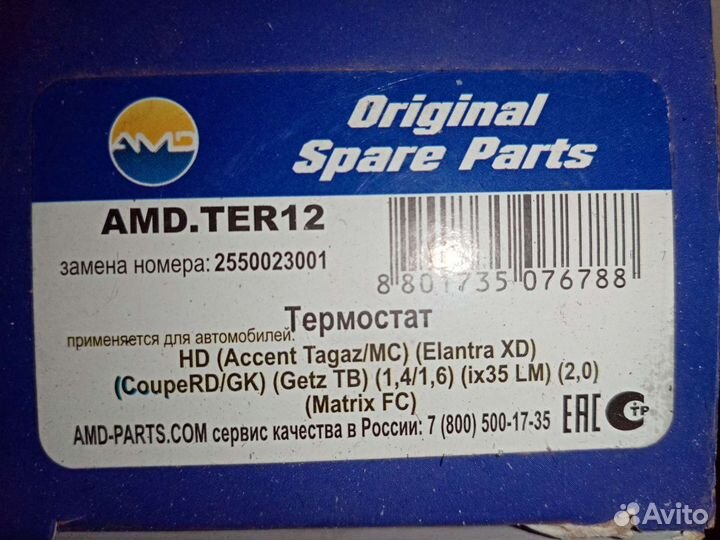 AMD
Original
Spare Parts
AMD.TER12
замена номера: 2550023001
8 801735 076788
Термостат
применяется для автомобилей:
HD (Accent Tagaz/MC) (Elantra XD)
(CoupeRD/GK) (Getz TB) (1,4/1,6) (ix35 LM) (2,0)
(Matrix FC)
AMD-PARTS.COM сервис качества в России: 7 (800) 500-17-35
EAC
СТР
Avito